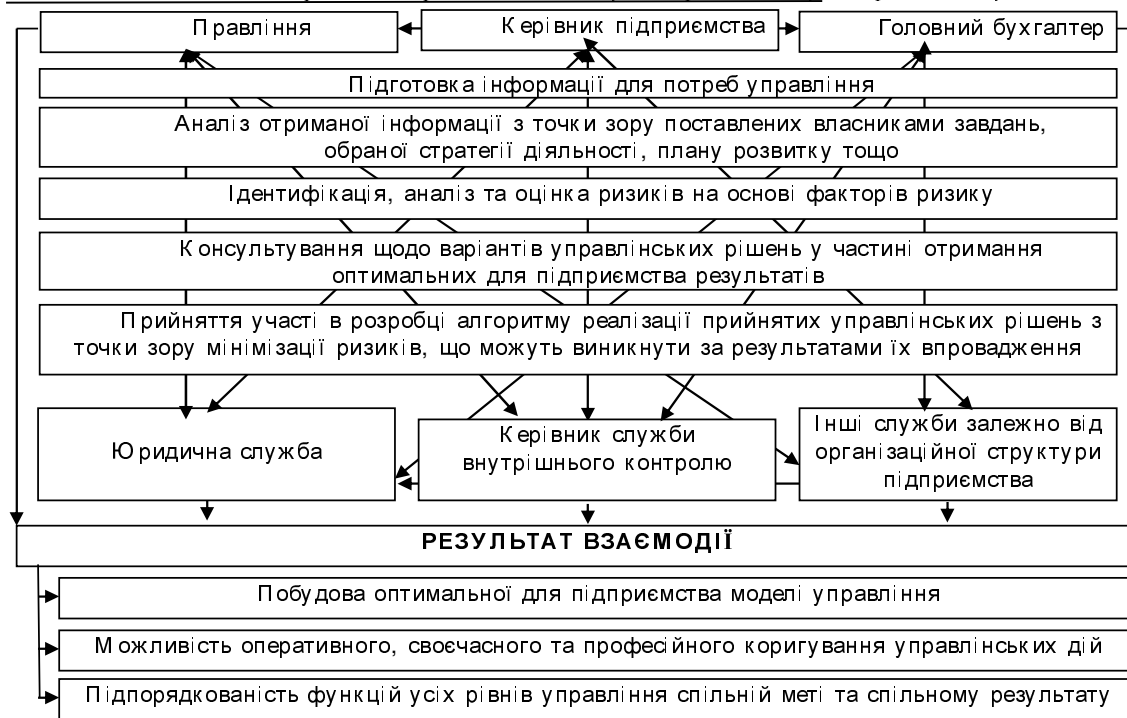 Правління
Керівник підприємства
Головний бухгалтер
Підготовка інформації для потреб управління
Аналіз отриманої інформації з точки зору поставлених власниками завдань,
обраної стратегії діяльності, плану розвитку тощо
Ідентифікація, аналіз та оцінка ризиків на основі факторів ризику
Консультування щодо варіантів управлінських рішень у частині отримання
оптимальних для підприємства результатів
Прийняття участі в розробці алгоритму реалізації прийнятих управлінських рішень з
точки зору мінімізації ризиків, що можуть виникнути за результатами їх впровадження
Юридична служба
Керівник служби
внутрішнього контролю
Інші служби залежно від
організаційної структури
підприємства
РЕЗУЛЬТАТ ВЗАЄМОДІЇ
Побудова оптимальної для підприємства моделі управління
Можливість оперативного, своєчасного та професійного коригування управлінських дій
Підпорядкованість функцій усіх рівнів управління спільній меті та спільному результату